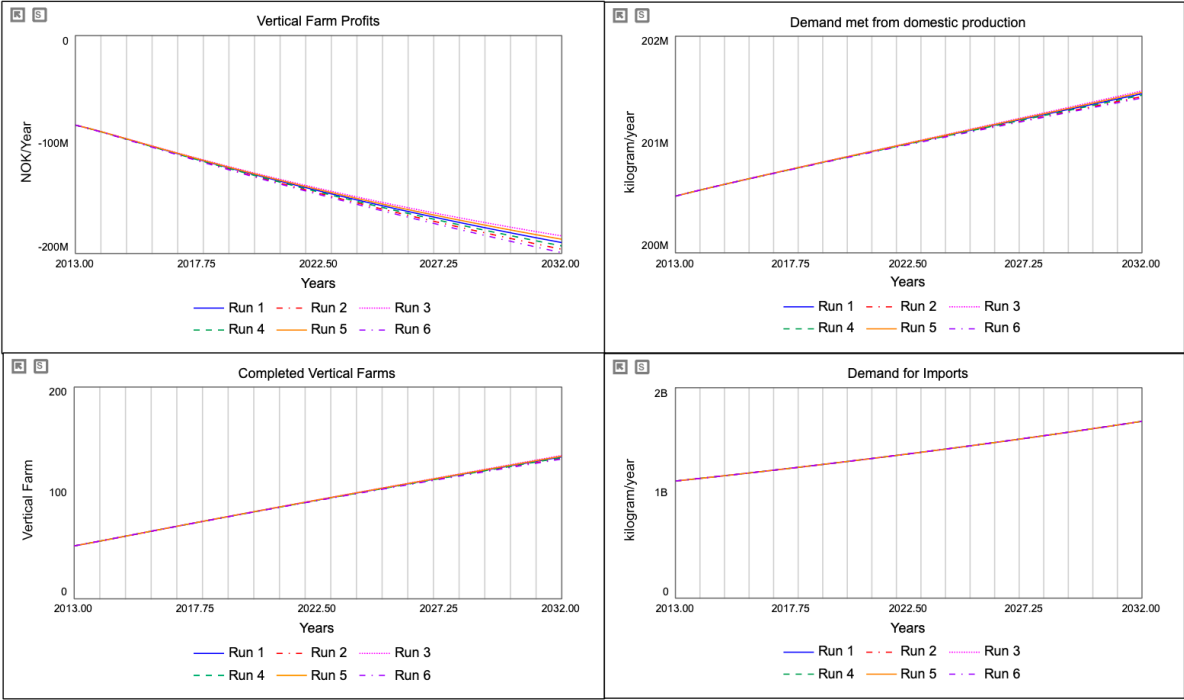 S
Vertical Farm Profits
0
-100M
-200M
NOK/Year
2013.00 2017.75 2022.50 2027.25 2032.00
Years
Run 1 Run 2 Run 3
Run 4 Run 5 Run 6
S
Demand met from domestic production
202M
201M
200M
kilogram/year
2013.00 2017.75 2022.50 2027.25 2032.00
Years
Run 1 Run 2 Run 3
Run 4 Run 5 Run 6
S
Completed Vertical Farms
200
100
0
Vertical Farm
2013.00 2017.75 2022.50 2027.25 2032.00
Years
Run 1 Run 2 Run 3
Run 4 Run 5 Run 6
S
Demand for Imports
2B
1B
0
kilogram/year
2013.00 2017.75 2022.50 2027.25 2032.00
Years
Run 1 Run 2 Run 3
Run 4 Run 5 Run 6